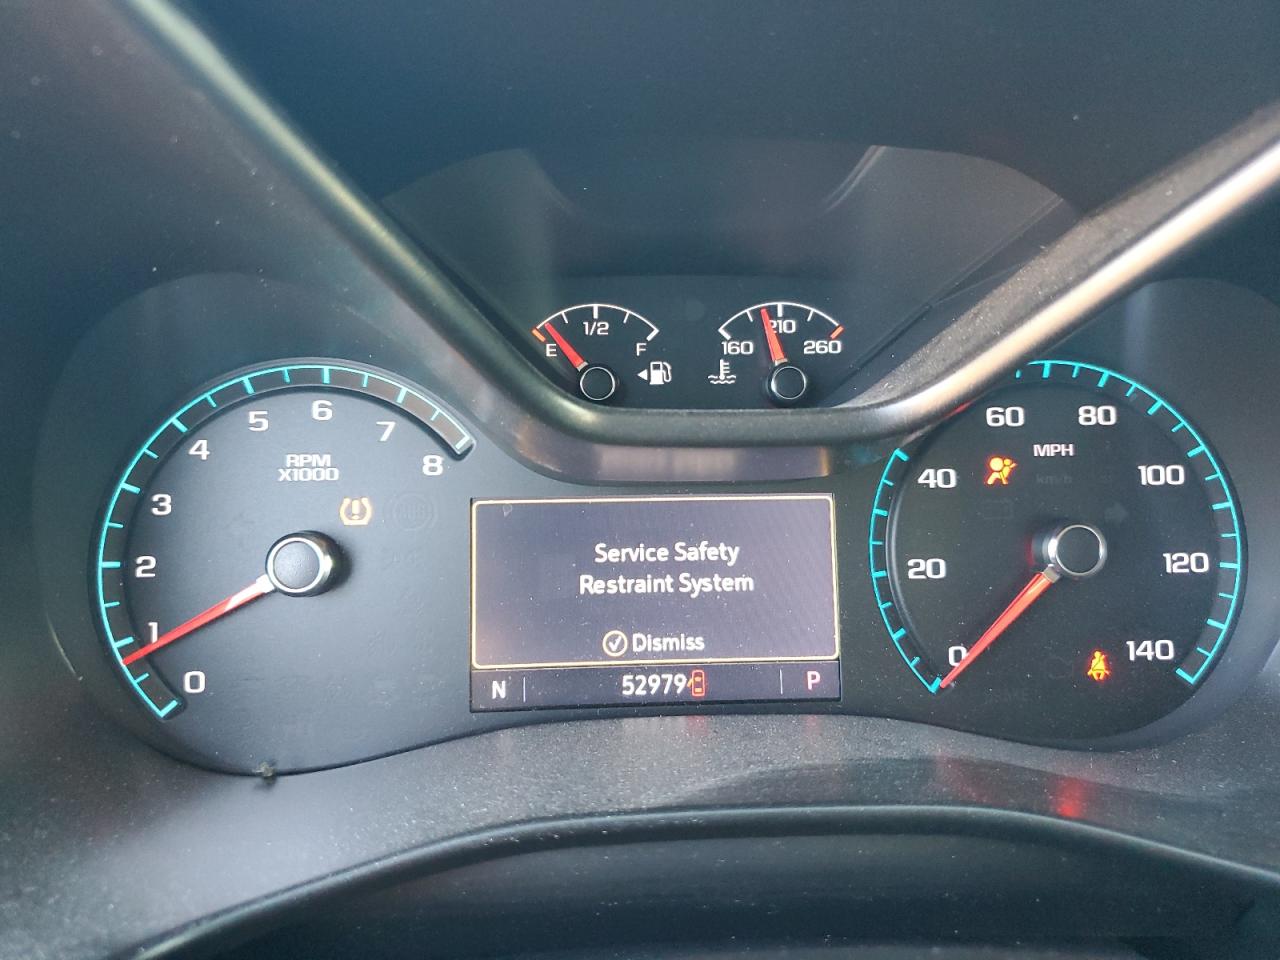 1/2
E F
210
160 260
0 1 2 3 4 5 6 7 8
RPM
X1000
Service Safety
Restraint System
Dismiss
N 52979 P
0 20 40 60 80 100 120 140
MPH
km/h